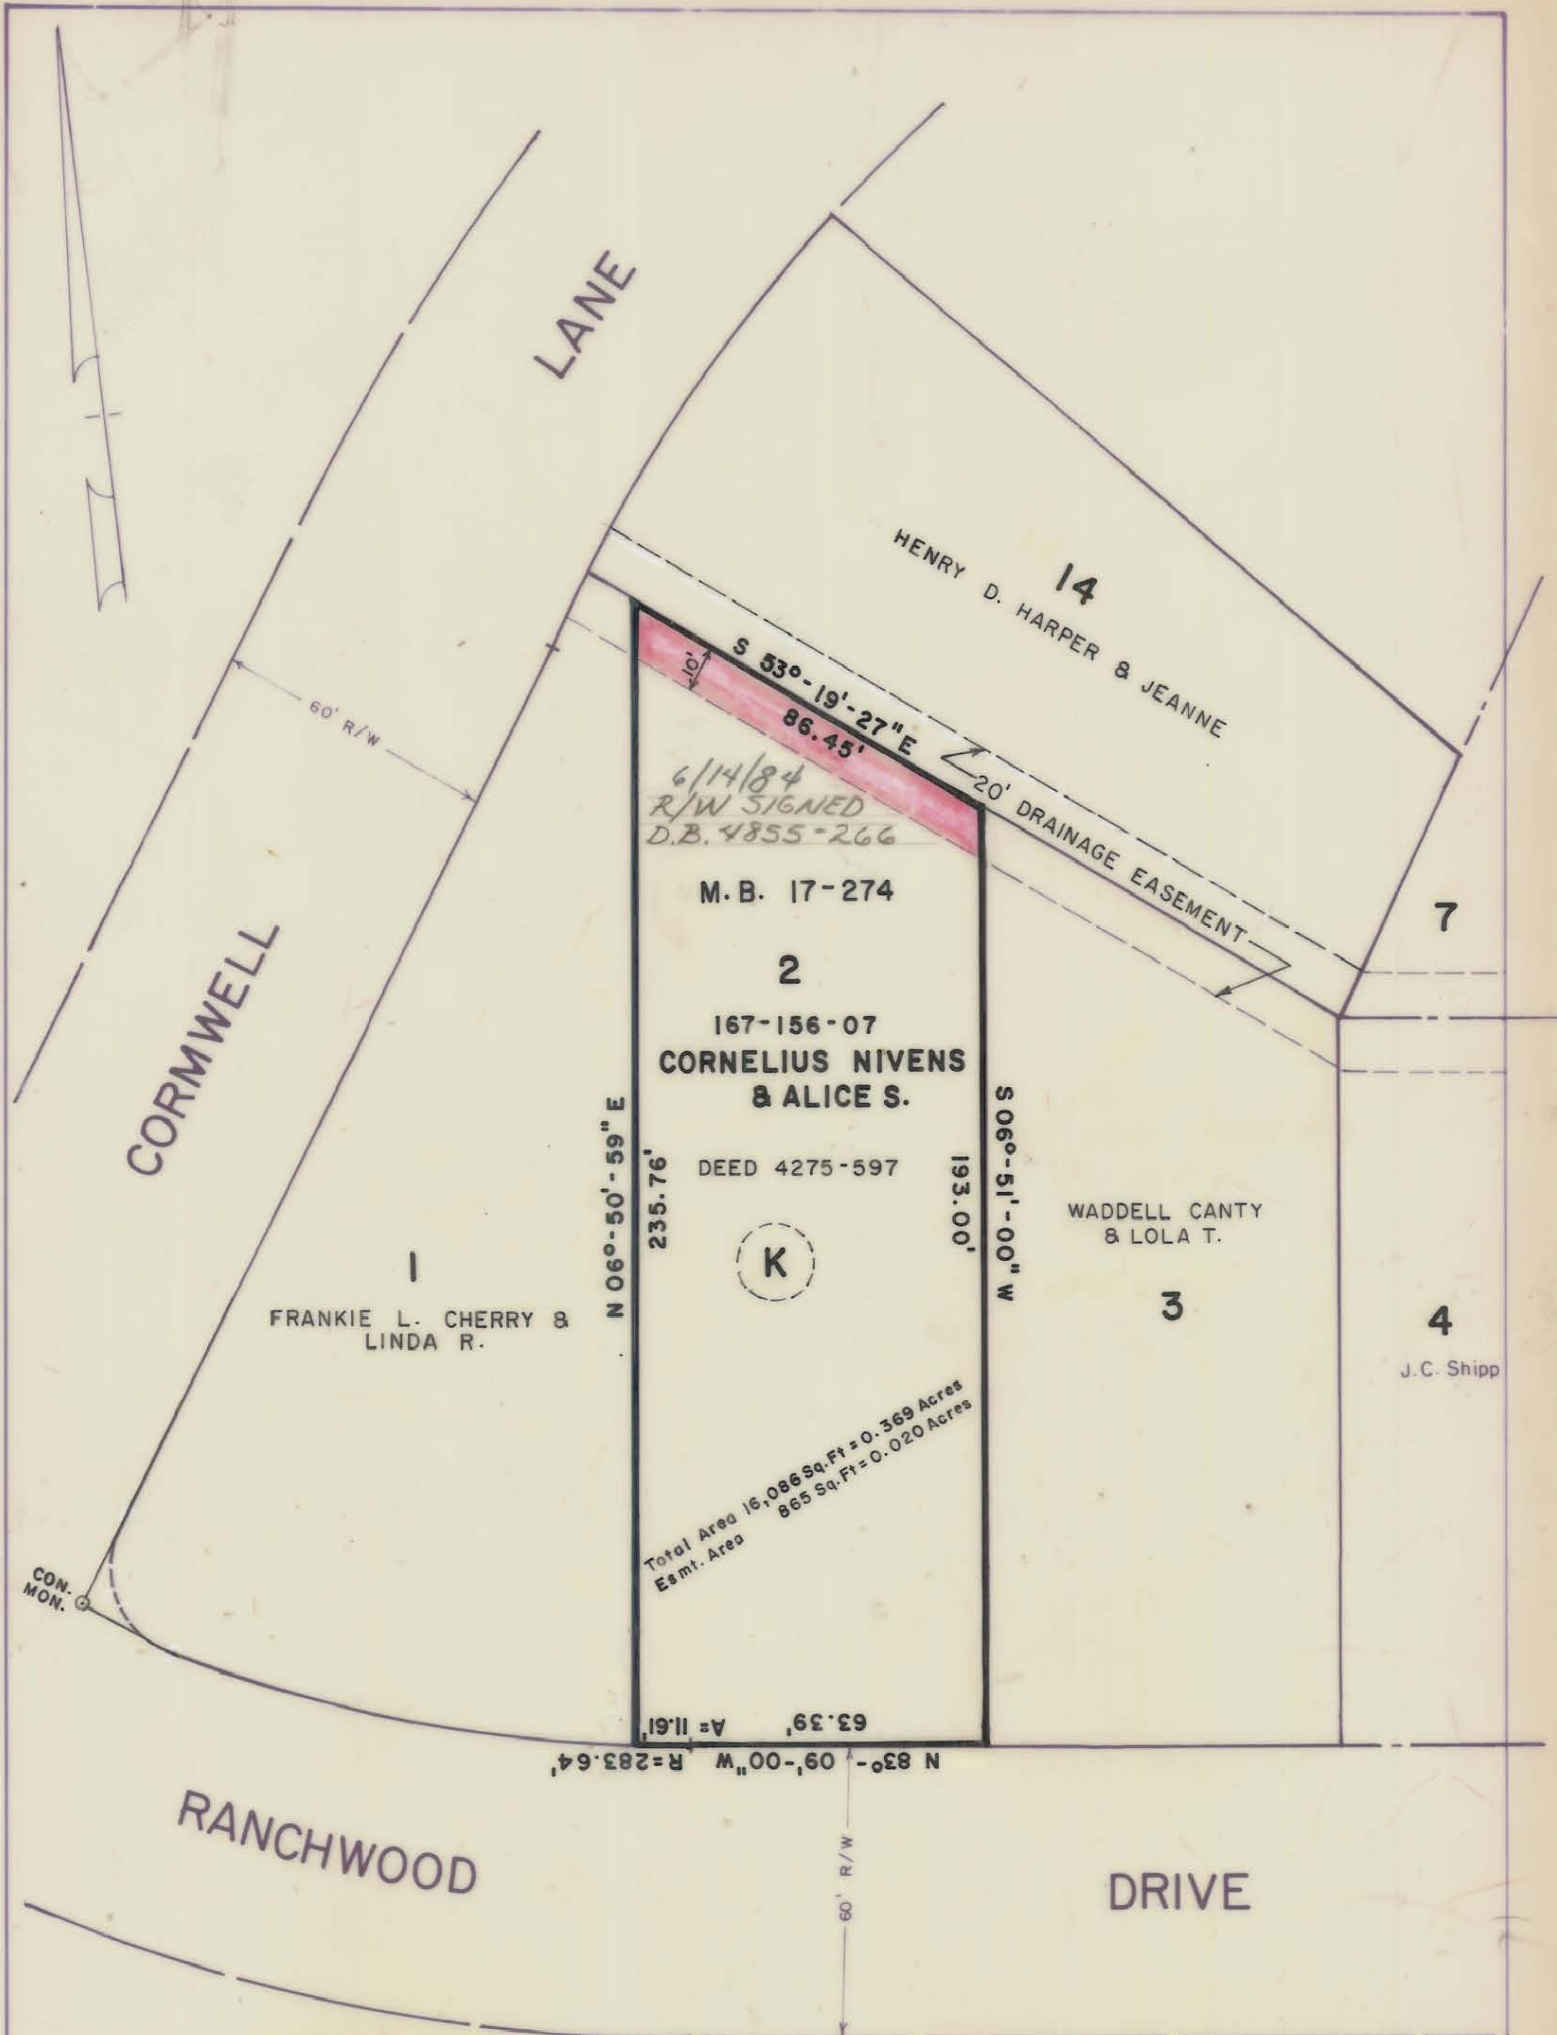 LANE
HENRY D. HARPER & JEANNE
14
60' R/W
10'
S 53°-19'-27" E
86.45'
20' DRAINAGE EASEMENT
6/14/84
R/W SIGNED
D.B. 4855-266
M.B. 17-274
7
2
167-156-07
CORNELIUS NIVENS
& ALICE S.
CORMWELL
N 06°-50'-59" E
235.76'
DEED 4275-597
193.00'
S 06°-51'-00" W
K
WADDELL CANTY
& LOLA T.
3
1
FRANKIE L. CHERRY &
LINDA R.
4
J.C. Shipp
Total Area 16,086 Sq.Ft = 0.369 Acres
Esmt. Area 865 Sq.Ft = 0.020 Acres
CON.
MON.
63.39' A= 11.61'
N 83°-09'-00" W R=283.64'
RANCHWOOD
60' R/W
DRIVE